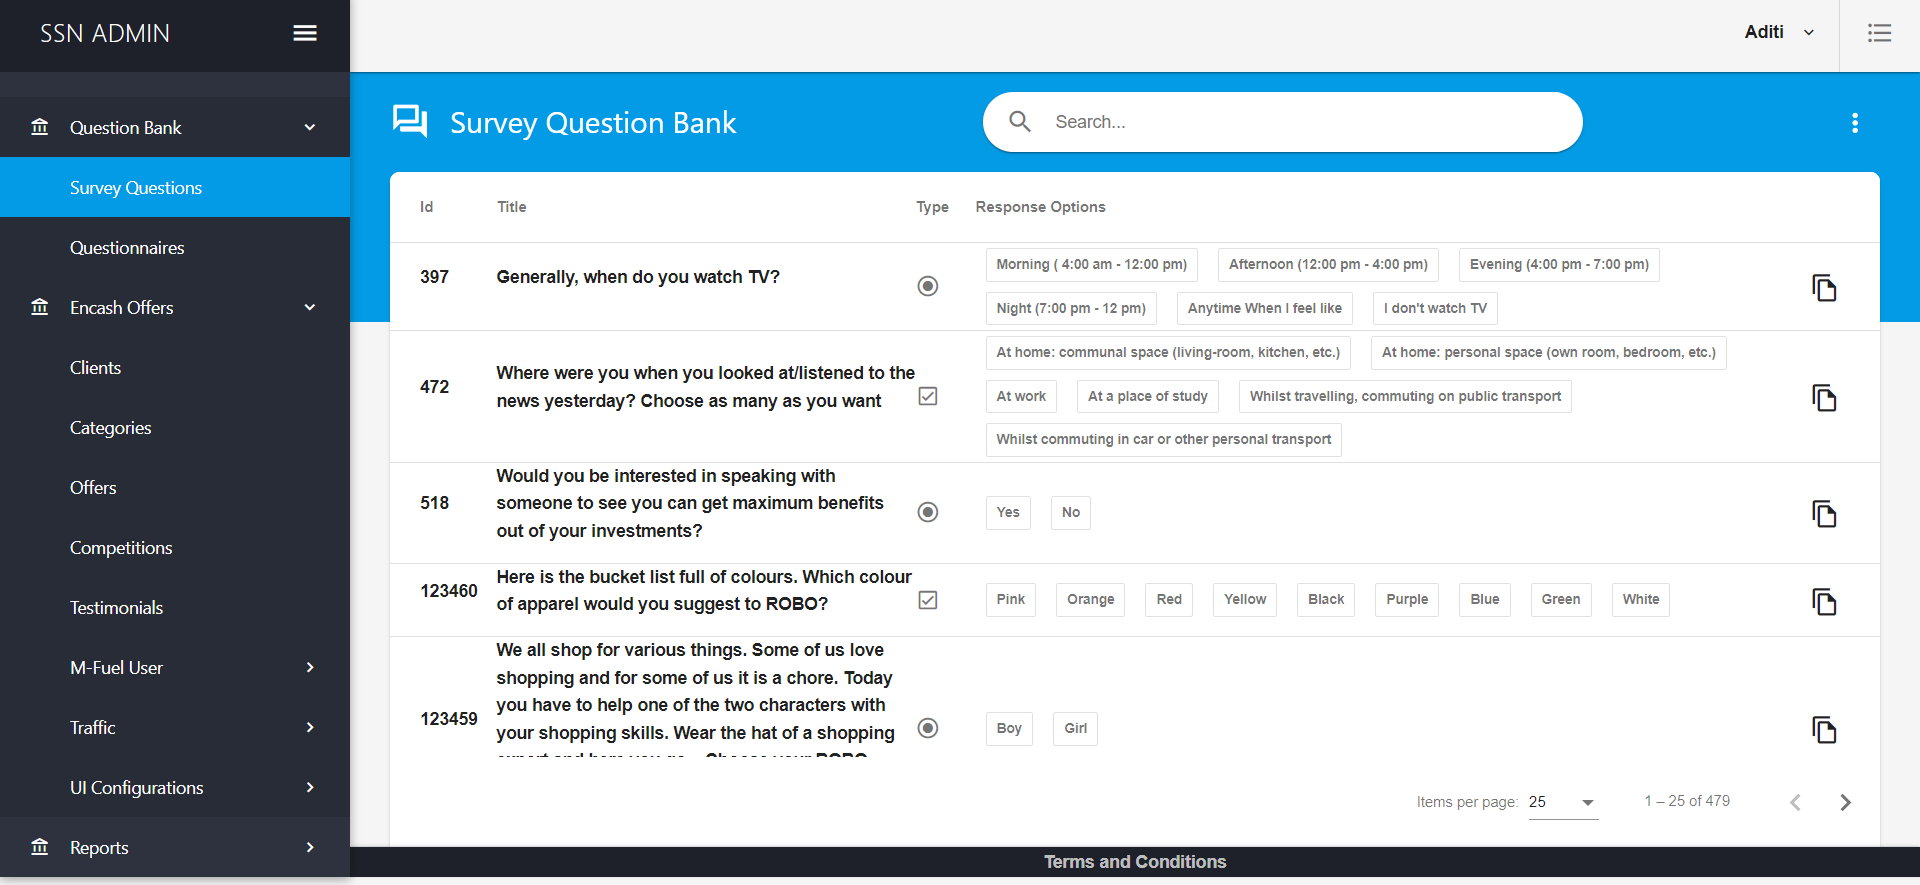 SSN ADMIN
Aditi
Question Bank
Survey Questions
Questionnaires
Encash Offers
Clients
Categories
Offers
Competitions
Testimonials
M-Fuel User
Traffic
UI Configurations
Reports
Survey Question Bank
Search...
Id Title Type Response Options
397 Generally, when do you watch TV?
Morning ( 4:00 am - 12:00 pm) Afternoon (12:00 pm - 4:00 pm) Evening (4:00 pm - 7:00 pm)
Night (7:00 pm - 12 pm) Anytime When I feel like I don't watch TV
472
Where were you when you looked at/listened to the
news yesterday? Choose as many as you want
At home: communal space (living-room, kitchen, etc.) At home: personal space (own room, bedroom, etc.)
At work At a place of study Whilst travelling, commuting on public transport
Whilst commuting in car or other personal transport
518
Would you be interested in speaking with
someone to see you can get maximum benefits
out of your investments?
Yes No
123460
Here is the bucket list full of colours. Which colour
of apparel would you suggest to ROBO?
Pink Orange Red Yellow Black Purple Blue Green White
123459
We all shop for various things. Some of us love
shopping and for some of us it is a chore. Today
you have to help one of the two characters with
your shopping skills. Wear the hat of a shopping
Boy Girl
Items per page: 25 1 – 25 of 479
Terms and Conditions